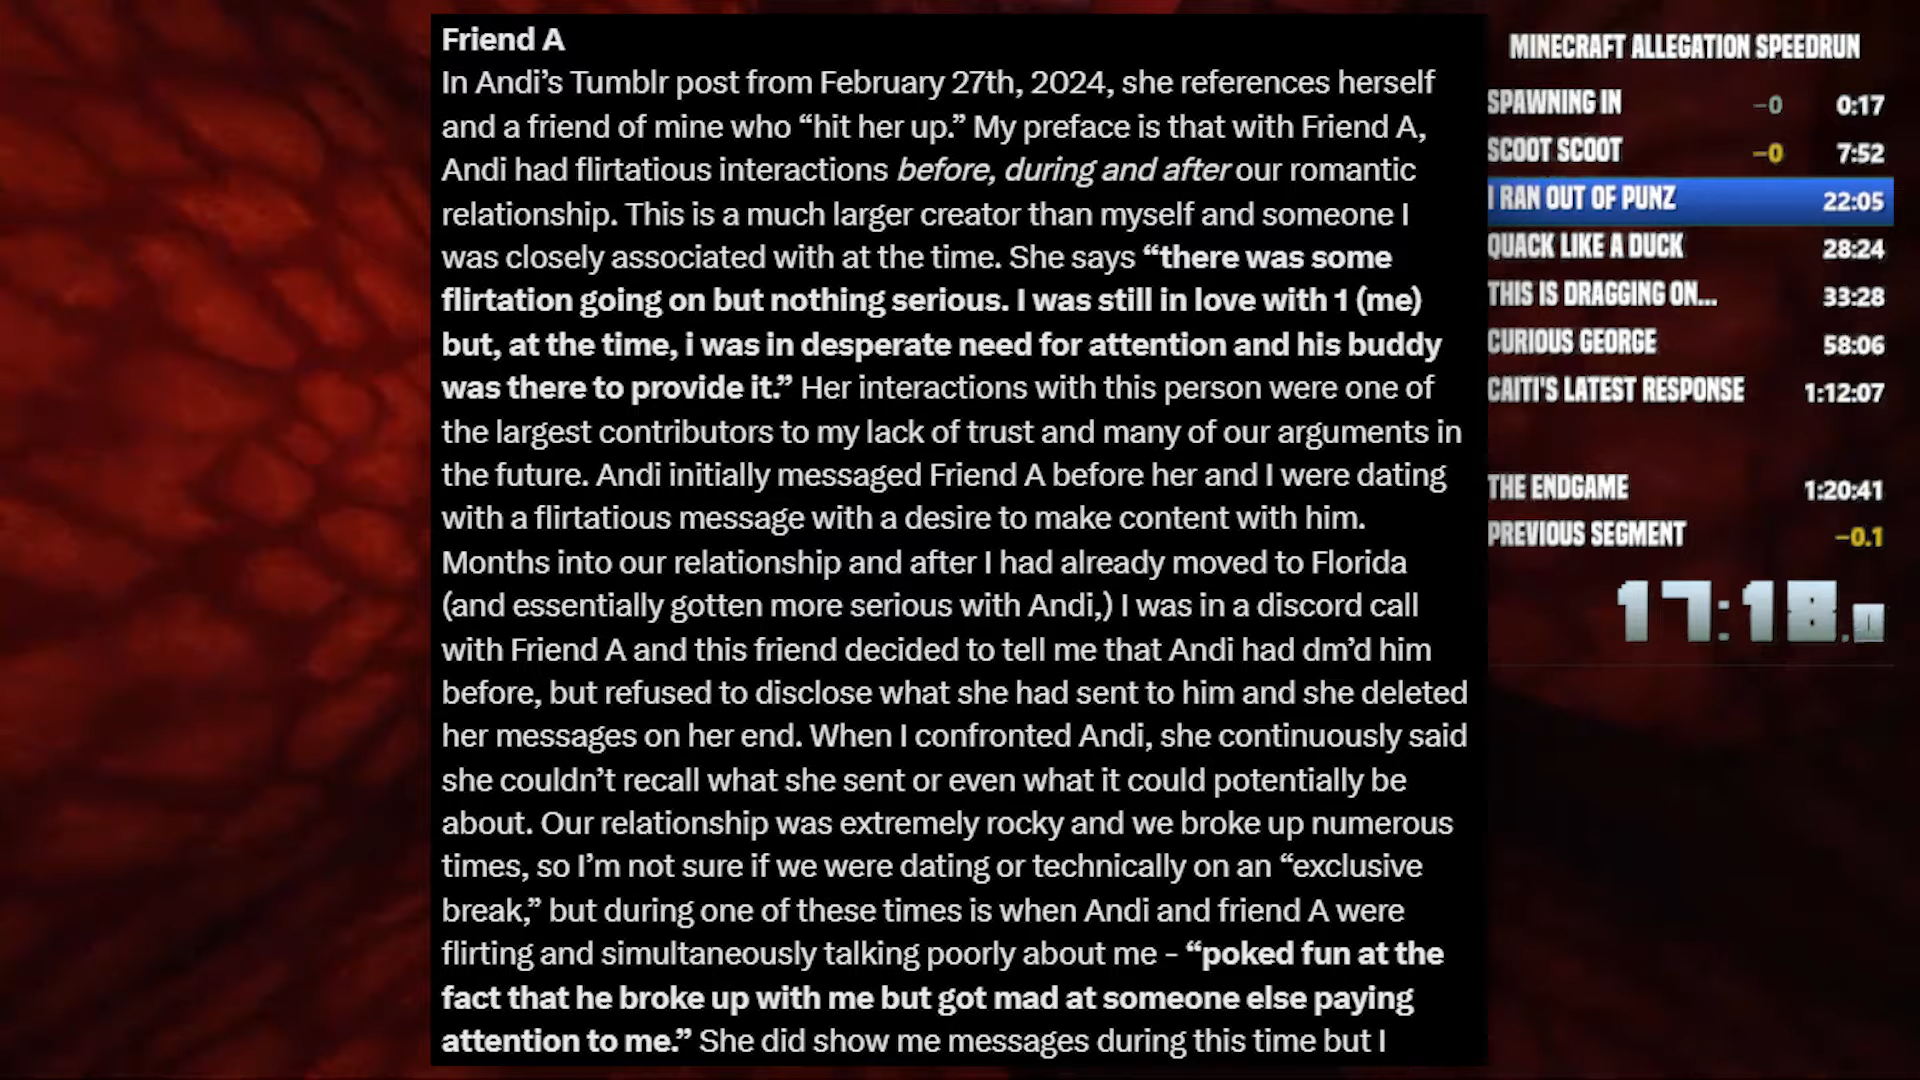 Friend A
In Andi’s Tumblr post from February 27th, 2024, she references herself
and a friend of mine who “hit her up.” My preface is that with Friend A,
Andi had flirtatious interactions before, during and after our romantic
relationship. This is a much larger creator than myself and someone I
was closely associated with at the time. She says “there was some
flirtation going on but nothing serious. I was still in love with 1 (me)
but, at the time, i was in desperate need for attention and his buddy
was there to provide it.” Her interactions with this person were one of
the largest contributors to my lack of trust and many of our arguments in
the future. Andi initially messaged Friend A before her and I were dating
with a flirtatious message with a desire to make content with him.
Months into our relationship and after I had already moved to Florida
(and essentially gotten more serious with Andi,) I was in a discord call
with Friend A and this friend decided to tell me that Andi had dm’d him
before, but refused to disclose what she had sent to him and she deleted
her messages on her end. When I confronted Andi, she continuously said
she couldn’t recall what she sent or even what it could potentially be
about. Our relationship was extremely rocky and we broke up numerous
times, so I’m not sure if we were dating or technically on an “exclusive
break,” but during one of these times is when Andi and friend A were
flirting and simultaneously talking poorly about me - “poked fun at the
fact that he broke up with me but got mad at someone else paying
attention to me.” She did show me messages during this time but I
MINECRAFT ALLEGATION SPEEDRUN
SPAWNING IN -0 0:17
SCOOT SCOOT -0 7:52
I RAN OUT OF PUNZ 22:05
QUACK LIKE A DUCK 28:24
THIS IS DRAGGING ON... 33:28
CURIOUS GEORGE 58:06
CAITI'S LATEST RESPONSE 1:12:07
THE ENDGAME 1:20:41
PREVIOUS SEGMENT -0.1
17:18.0